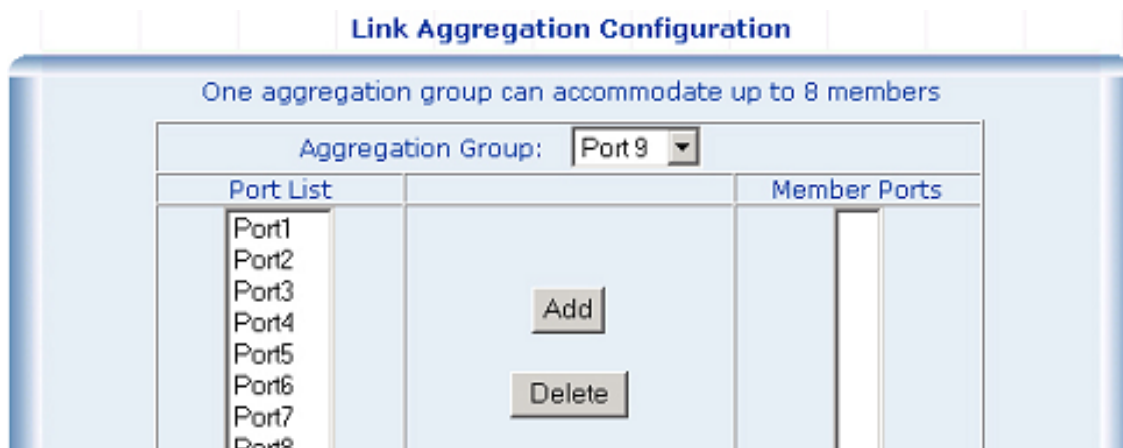 Link Aggregation Configuration
One aggregation group can accommodate up to 8 members
Aggregation Group: Port 9
Port List Member Ports
Port1
Port2
Port3
Port4
Port5
Port6
Port7
Port8
Add
Delete